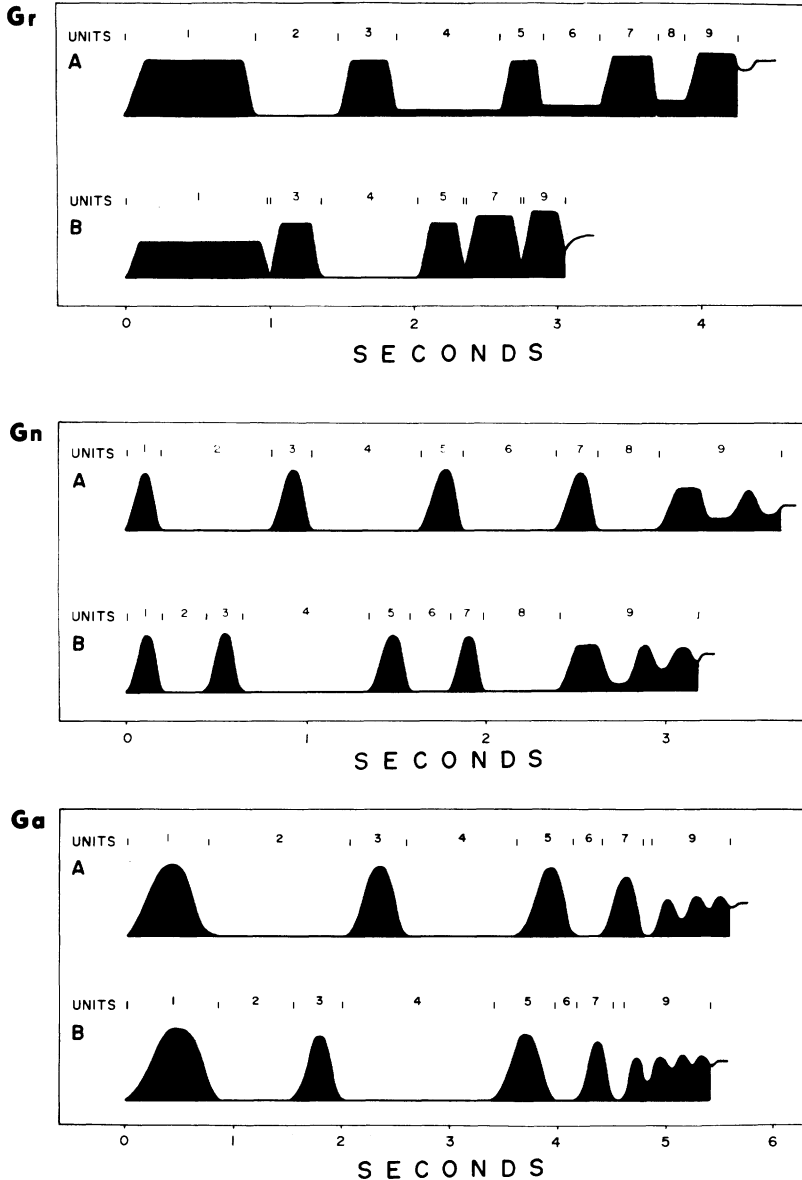 Gr
UNITS 1 2 3 4 5 6 7 8 9
A
UNITS 1 3 4 5 7 9
B
0 1 2 3 4
SECONDS
Gn
UNITS 1 2 3 4 5 6 7 8 9
A
UNITS 1 2 3 4 5 6 7 8 9
B
0 1 2 3
SECONDS
Ga
UNITS 1 2 3 4 5 6 7 9
A
UNITS 1 2 3 4 5 6 7 9
B
0 1 2 3 4 5 6
SECONDS